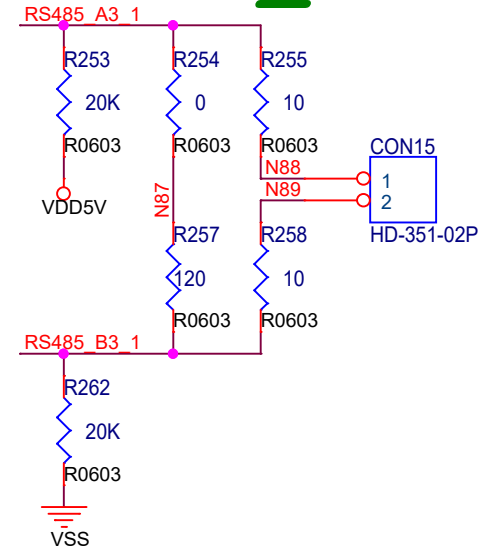 RS485_A3_1
R253
20K
R0603
VDD5V
R254
0
R0603
R255
10
R0603
N87
N88
N89
CON15
1
2
HD-351-02P
R257
120
R0603
R258
10
R0603
RS485_B3_1
R262
20K
R0603
VSS